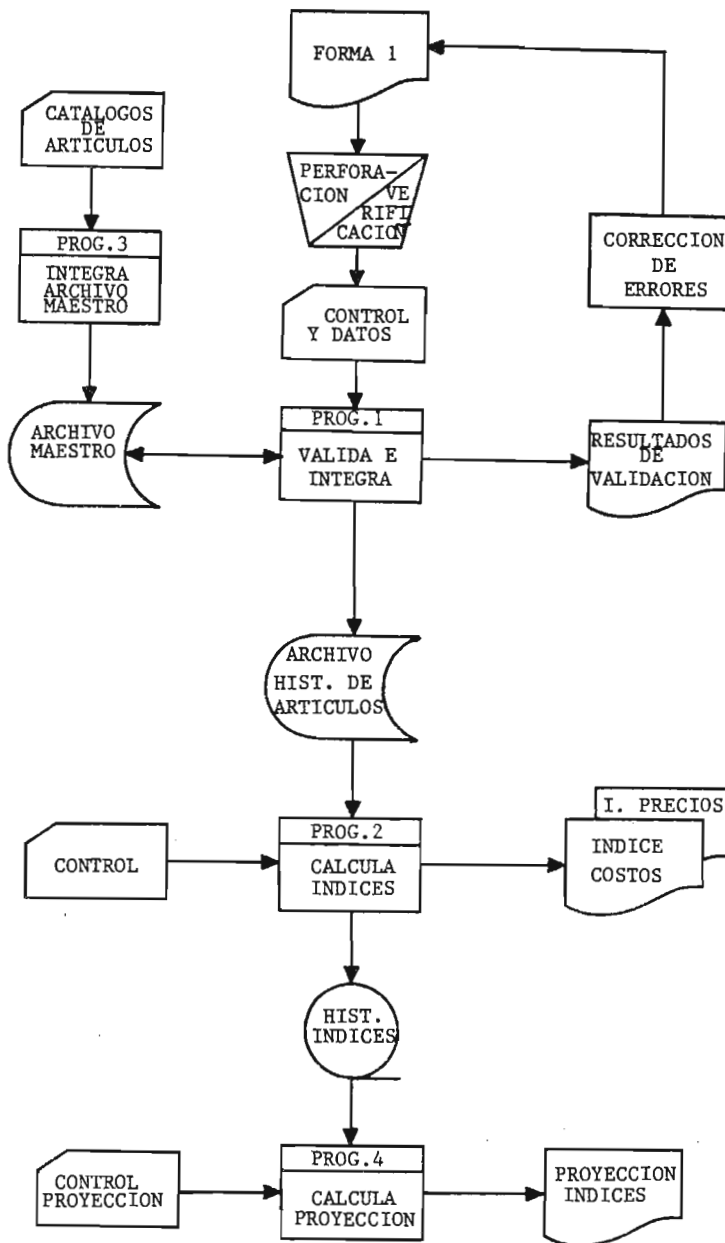 FORMA 1
CATALOGOS
DE
ARTICULOS
PERFORA-
CION
VE
RIFI
CACION
PROG.3
INTEGRA
ARCHIVO
MAESTRO
CORRECCION
DE
ERRORES
CONTROL
Y DATOS
ARCHIVO
MAESTRO
PROG.1
VALIDA E
INTEGRA
RESULTADOS
DE
VALIDACION
ARCHIVO
HIST. DE
ARTICULOS
CONTROL
PROG.2
CALCULA
INDICES
I. PRECIOS
INDICE
COSTOS
HIST.
INDICES
CONTROL
PROYECCION
PROG.4
CALCULA
PROYECCION
PROYECCION
INDICES